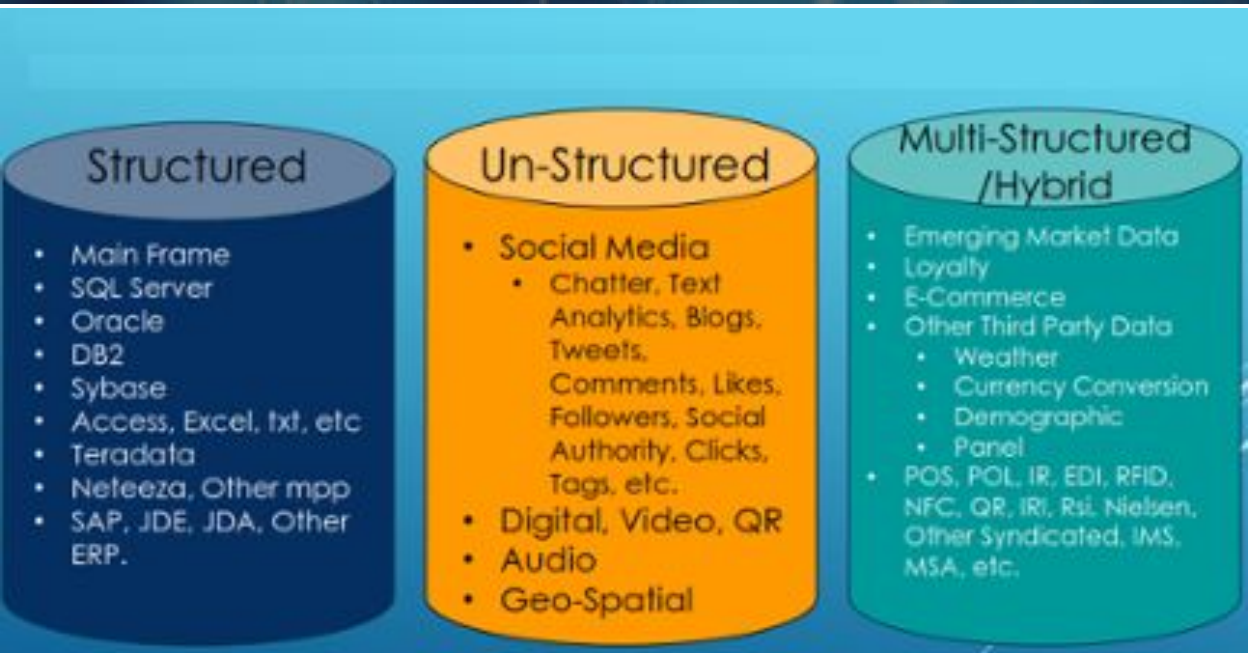 Structured
• Main Frame
• SQL Server
• Oracle
• DB2
• Sybase
• Access, Excel, txt, etc
• Teradata
• Neteeza, Other mpp
• SAP, JDE, JDA, Other
ERP.
Un-Structured
• Social Media
• Chatter, Text
Analytics, Blogs,
Tweets,
Comments, Likes,
Followers, Social
Authority, Clicks,
Tags, etc.
• Digital, Video, QR
• Audio
• Geo-Spatial
Multi-Structured
/Hybrid
• Emerging Market Data
• Loyalty
• E-Commerce
• Other Third Party Data
• Weather
• Currency Conversion
• Demographic
• Panel
• POS, POL, IR, EDI, RFID,
NFC, QR, IRI, Rsi, Nielsen,
Other Syndicated, IMS,
MSA, etc.